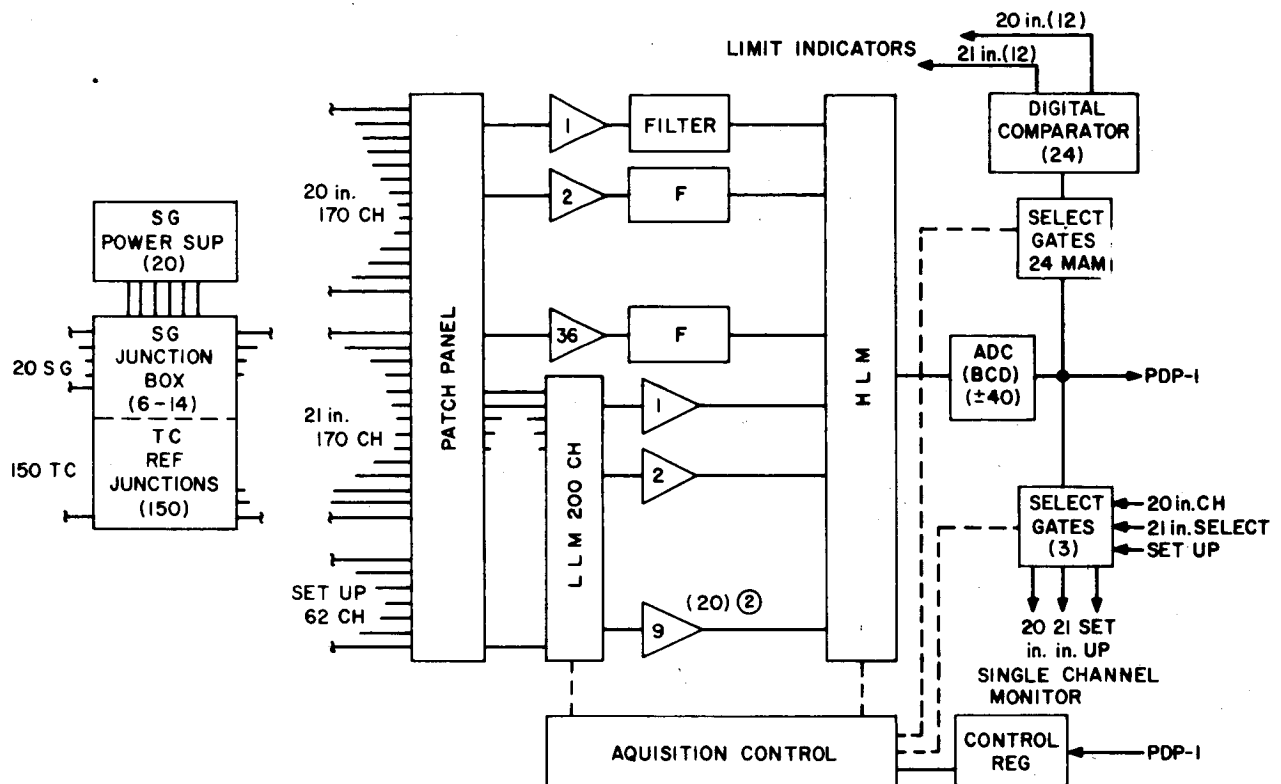 20 in.(12)
LIMIT INDICATORS
21 in.(12)
DIGITAL
COMPARATOR
(24)
SELECT
GATES
24 MAM
SG
POWER SUP
(20)
SG
JUNCTION
BOX
(6-14)
TC
REF
JUNCTIONS
(150)
20 SG
150 TC
20 in.
170 CH
21 in.
170 CH
SET UP
62 CH
PATCH PANEL
1
FILTER
2
F
36
F
LLM 200 CH
1
2
9
(20) ②
HLM
ADC
(BCD)
(±40)
PDP-1
SELECT
GATES
(3)
20 in. CH
21 in. SELECT
SET UP
20 21 SET
in. in. UP
SINGLE CHANNEL
MONITOR
AQUISITION CONTROL
CONTROL
REG
PDP-1